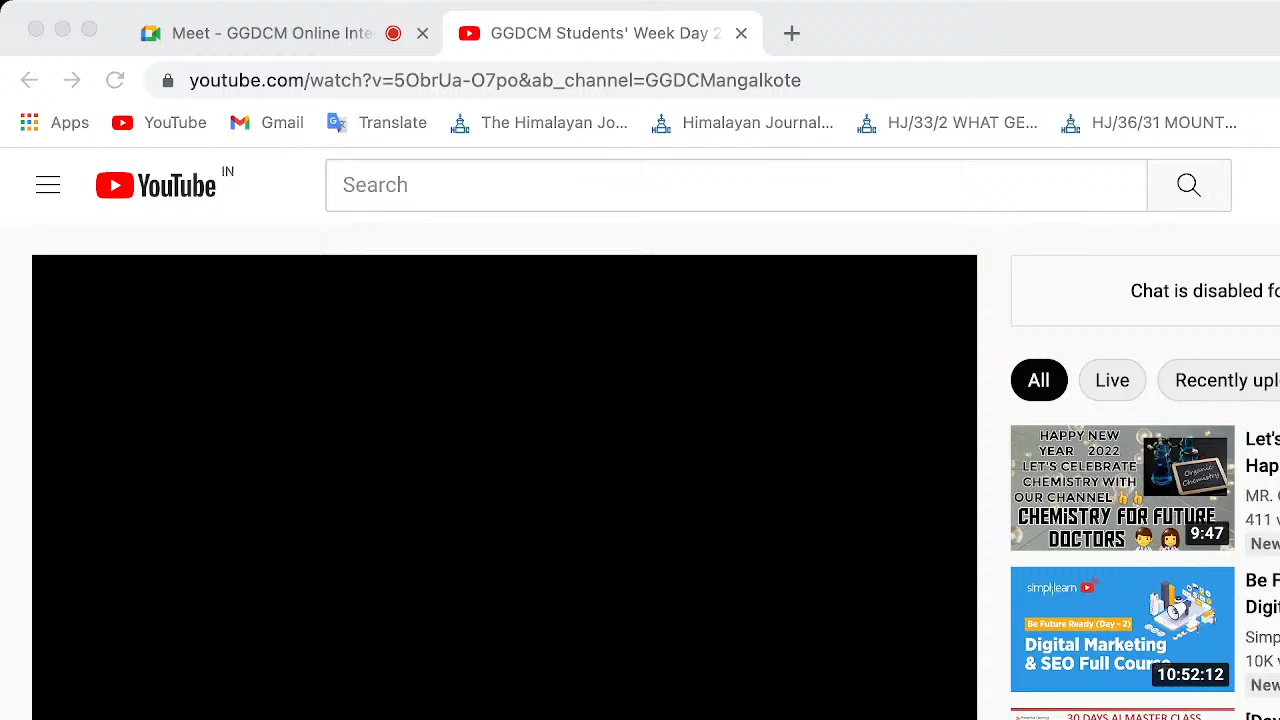 Meet - GGDCM Online Inte
GGDCM Students' Week Day 2
youtube.com/watch?v=5ObrUa-O7po&ab_channel=GGDCMangalkote
Apps
YouTube
Gmail
Translate
The Himalayan Jo...
Himalayan Journal...
HJ/33/2 WHAT GE...
HJ/36/31 MOUNT...
YouTube IN
Search
Chat is disabled fo
All
Live
Recently upl
HAPPY NEW
YEAR 2022
LET'S CELEBRATE
CHEMISTRY WITH
OUR CHANNEL
CHEMISTRY FOR FUTURE
DOCTORS
Organic
Chemistry
9:47
Let's
Hap
MR.
411 v
New
simplilearn
Be Future Ready (Day - 2)
Digital Marketing
& SEO Full Course
10:52:12
Be F
Digit
Simp
10K v
New
30 DAYS AI MASTER CLASS